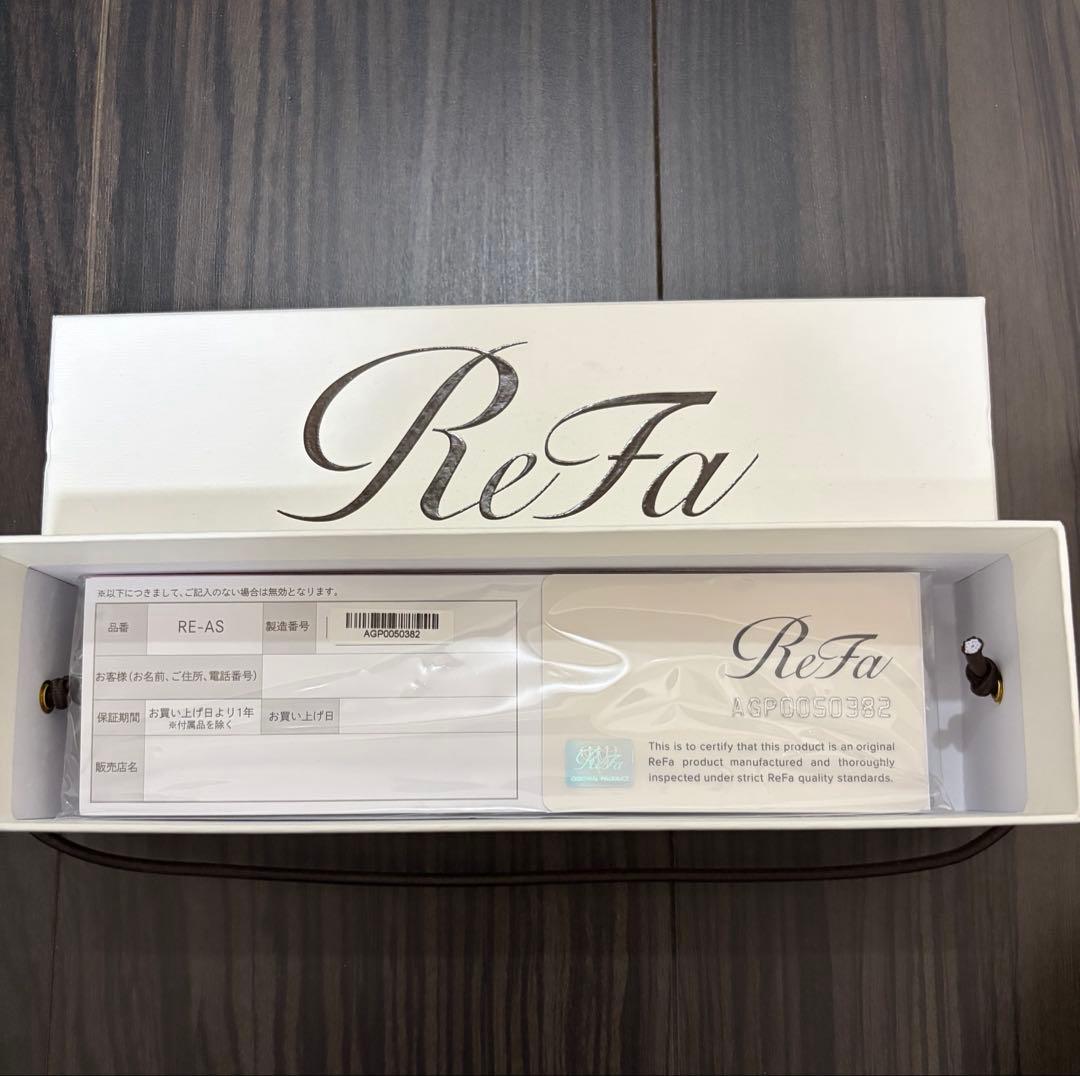 ReFa
※以下につきまして、ご記入のない場合は無効となります。
品番 RE-AS 製造番号 AGP0050382
お客様(お名前、ご住所、電話番号)
保証期間 お買い上げ日より1年 お買い上げ日
※付属品を除く
販売店名
ReFa
AGP0050382
ReFa
ORIGINAL PRODUCT
This is to certify that this product is an original
ReFa product manufactured and thoroughly
inspected under strict ReFa quality standards.